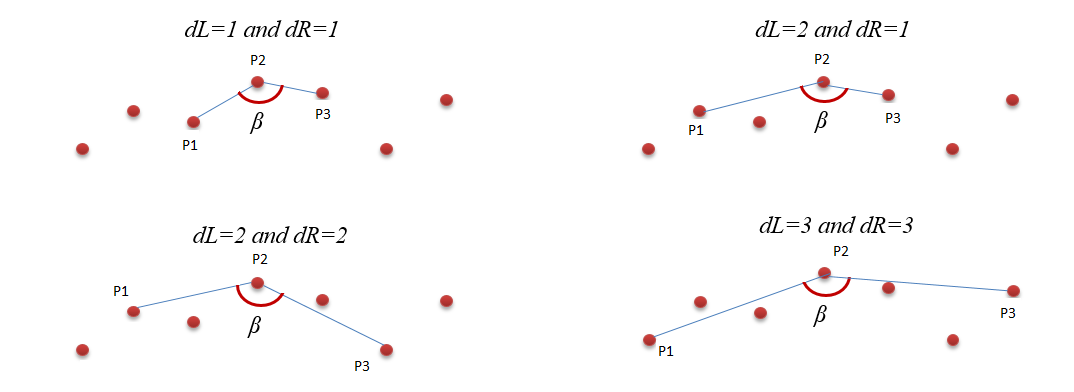 dL=1 and dR=1
P2
P3
β
P1
dL=2 and dR=1
P2
P1
P3
β
dL=2 and dR=2
P2
P1
β
P3
dL=3 and dR=3
P2
P3
β
P1